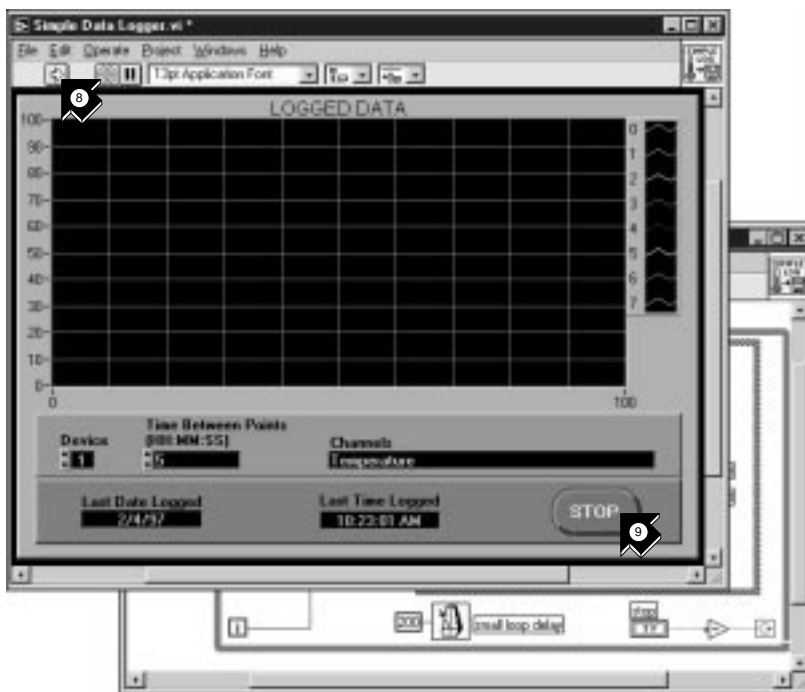 Simple Data Logger.vi *
File Edit Operate Project Windows Help
13pt Application Font
8
LOGGED DATA
100
90
80
70
60
50
40
30
20
10
0
0
100
0
1
2
3
4
5
6
7
Device
1
Time Between Points
(HH:MM:SS)
5
Channels
Temperature
Last Date Logged
2/4/97
Last Time Logged
10:23:01 AM
STOP
9
i
200
small loop delay
stop
TF